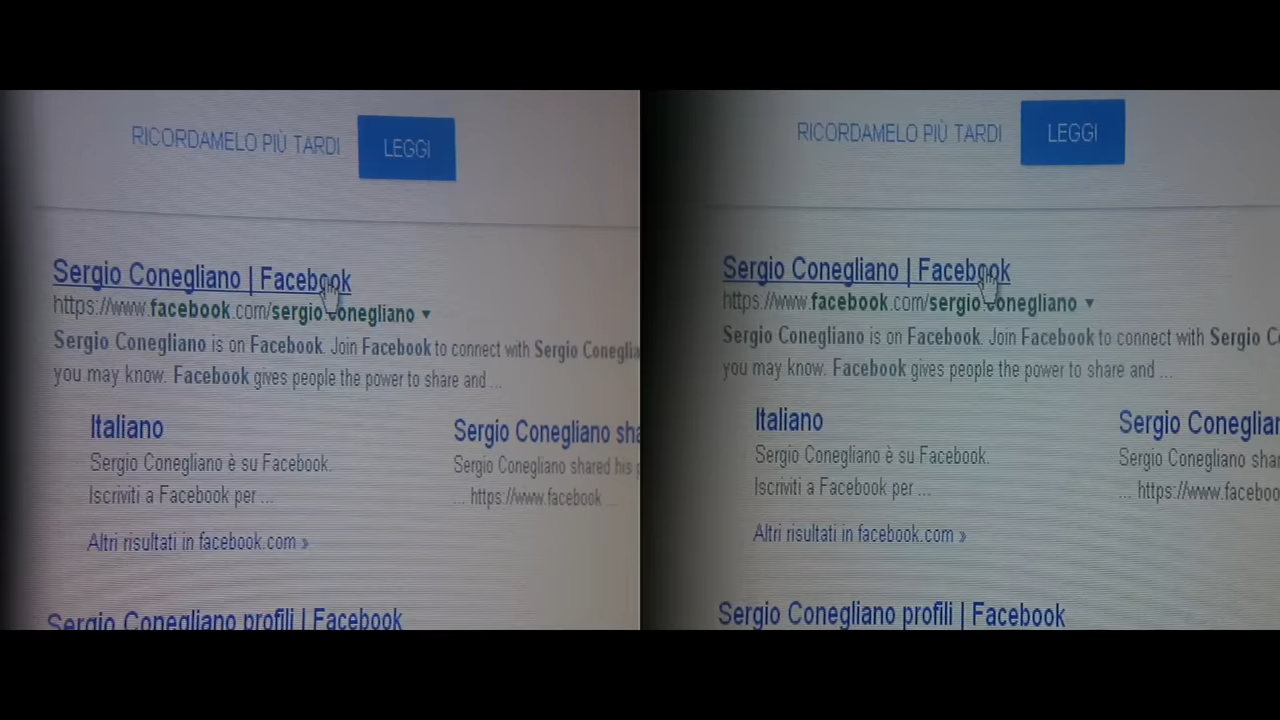 RICORDAMELO PIÙ TARDI LEGGI
Sergio Conegliano | Facebook
https://www.facebook.com/sergio.conegliano
Sergio Conegliano is on Facebook. Join Facebook to connect with Sergio
you may know. Facebook gives people the power to share and ...
Italiano
Sergio Conegliano è su Facebook.
Iscriviti a Facebook per ...
Sergio Conegliano sha
Sergio Conegliano shared his
... https://www.facebook ...
Altri risultati in facebook.com »
Sergio Conegliano profili | Facebook
RICORDAMELO PIÙ TARDI LEGGI
Sergio Conegliano | Facebook
https://www.facebook.com/sergio.conegliano
Sergio Conegliano is on Facebook. Join Facebook to connect with Sergio C
you may know. Facebook gives people the power to share and ...
Italiano
Sergio Conegliano è su Facebook.
Iscriviti a Facebook per ...
Sergio Conegliar
Sergio Conegliano shar
... https://www.faceboo
Altri risultati in facebook.com »
Sergio Conegliano profili | Facebook